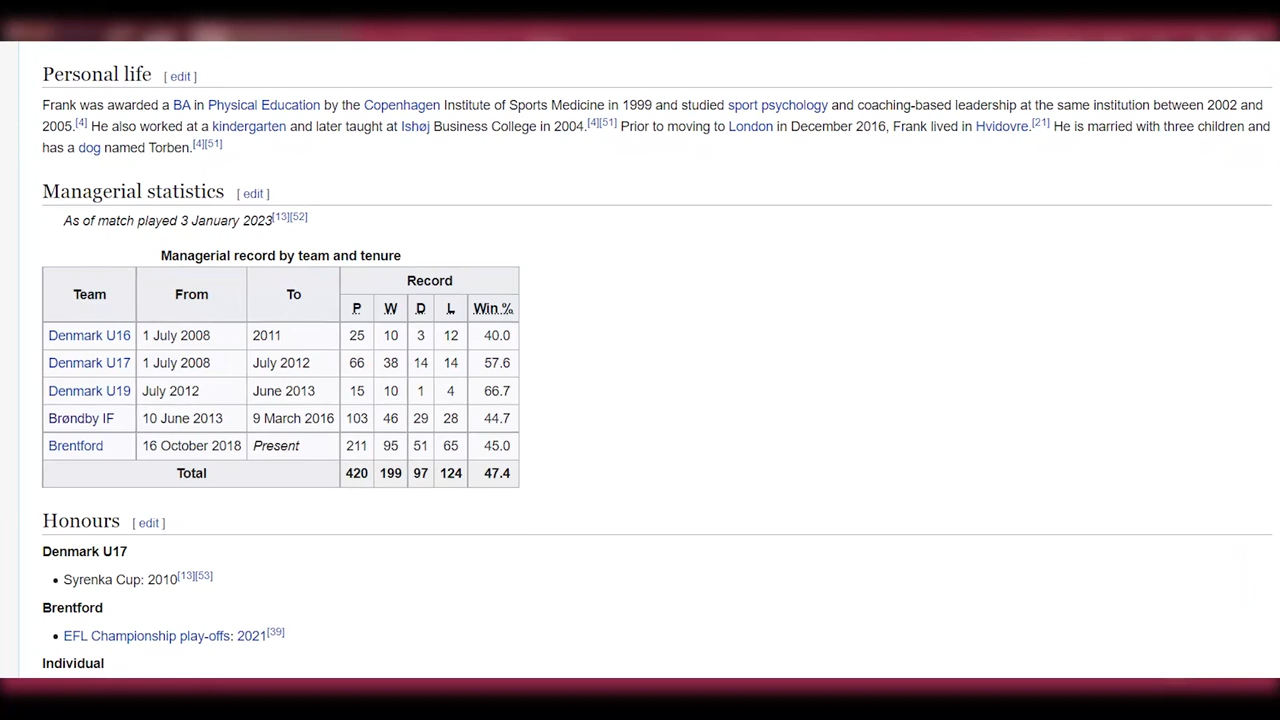 Personal life [ edit ]
Frank was awarded a BA in Physical Education by the Copenhagen Institute of Sports Medicine in 1999 and studied sport psychology and coaching-based leadership at the same institution between 2002 and
2005.[4] He also worked at a kindergarten and later taught at Ishøj Business College in 2004.[4][51] Prior to moving to London in December 2016, Frank lived in Hvidovre.[21] He is married with three children and
has a dog named Torben.[4][51]
Managerial statistics [ edit ]
As of match played 3 January 2023[13][52]
Managerial record by team and tenure
Team From To Record
P W D L Win %
Denmark U16 1 July 2008 2011 25 10 3 12 40.0
Denmark U17 1 July 2008 July 2012 66 38 14 14 57.6
Denmark U19 July 2012 June 2013 15 10 1 4 66.7
Brøndby IF 10 June 2013 9 March 2016 103 46 29 28 44.7
Brentford 16 October 2018 Present 211 95 51 65 45.0
Total 420 199 97 124 47.4
Honours [ edit ]
Denmark U17
• Syrenka Cup: 2010[13][53]
Brentford
• EFL Championship play-offs: 2021[39]
Individual